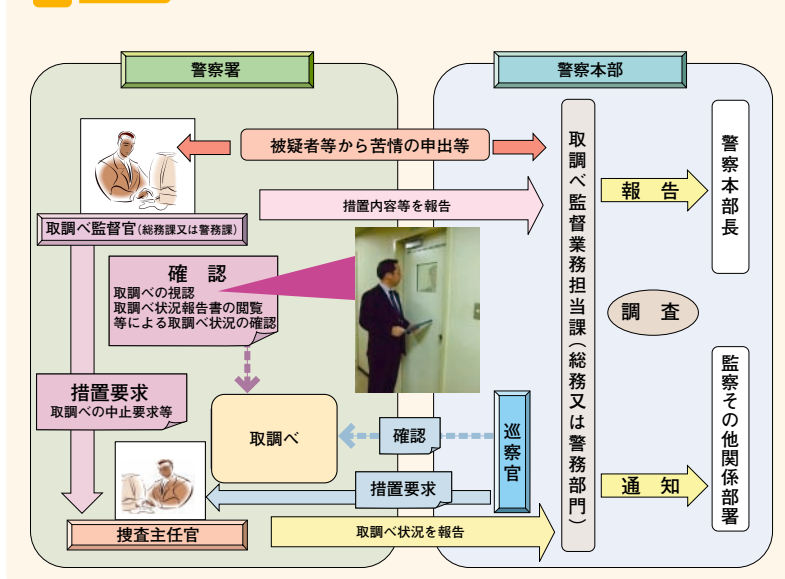 警察署
警察本部
被疑者等から苦情の申出等
措置内容等を報告
取調べ監督官(総務課又は警務課)
確認
取調べの視認
取調べ状況報告書の閲覧
等による取調べ状況の確認
措置要求
取調べの中止要求等
取調べ
確認
巡察官
措置要求
捜査主任官
取調べ状況を報告
取調べ監督業務担当課(総務又は警務部門)
報告
警察本部長
調査
通知
監察その他関係部署